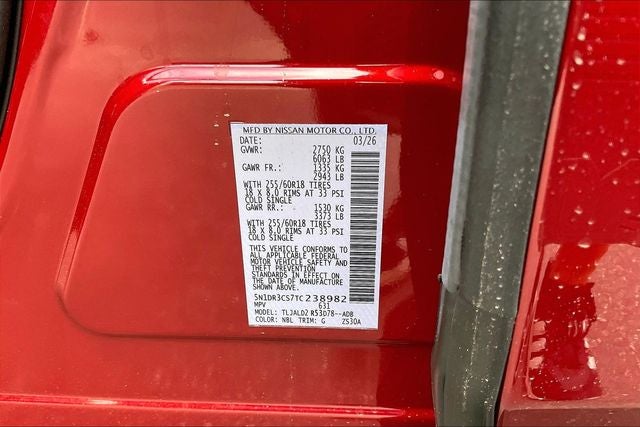 MFD BY NISSAN MOTOR CO., LTD.
DATE: 03/26
GVWR: 2750 KG
6063 LB
GAWR FR.: 1335 KG
2943 LB
WITH 255/60R18 TIRES
18 X 8.0 RIMS AT 33 PSI
COLD SINGLE
GAWR RR.: 1530 KG
3373 LB
WITH 255/60R18 TIRES
18 X 8.0 RIMS AT 33 PSI
COLD SINGLE
THIS VEHICLE CONFORMS TO
ALL APPLICABLE FEDERAL
MOTOR VEHICLE SAFETY AND
THEFT PREVENTION
STANDARDS IN EFFECT ON
THE DATE OF MANUFACTURE
SHOWN ABOVE.
5N1DR3CS7TC238982
MPV 631
MODEL: TLJALDZ R53D78--ADB
COLOR: NBL TRIM: G ZS30A